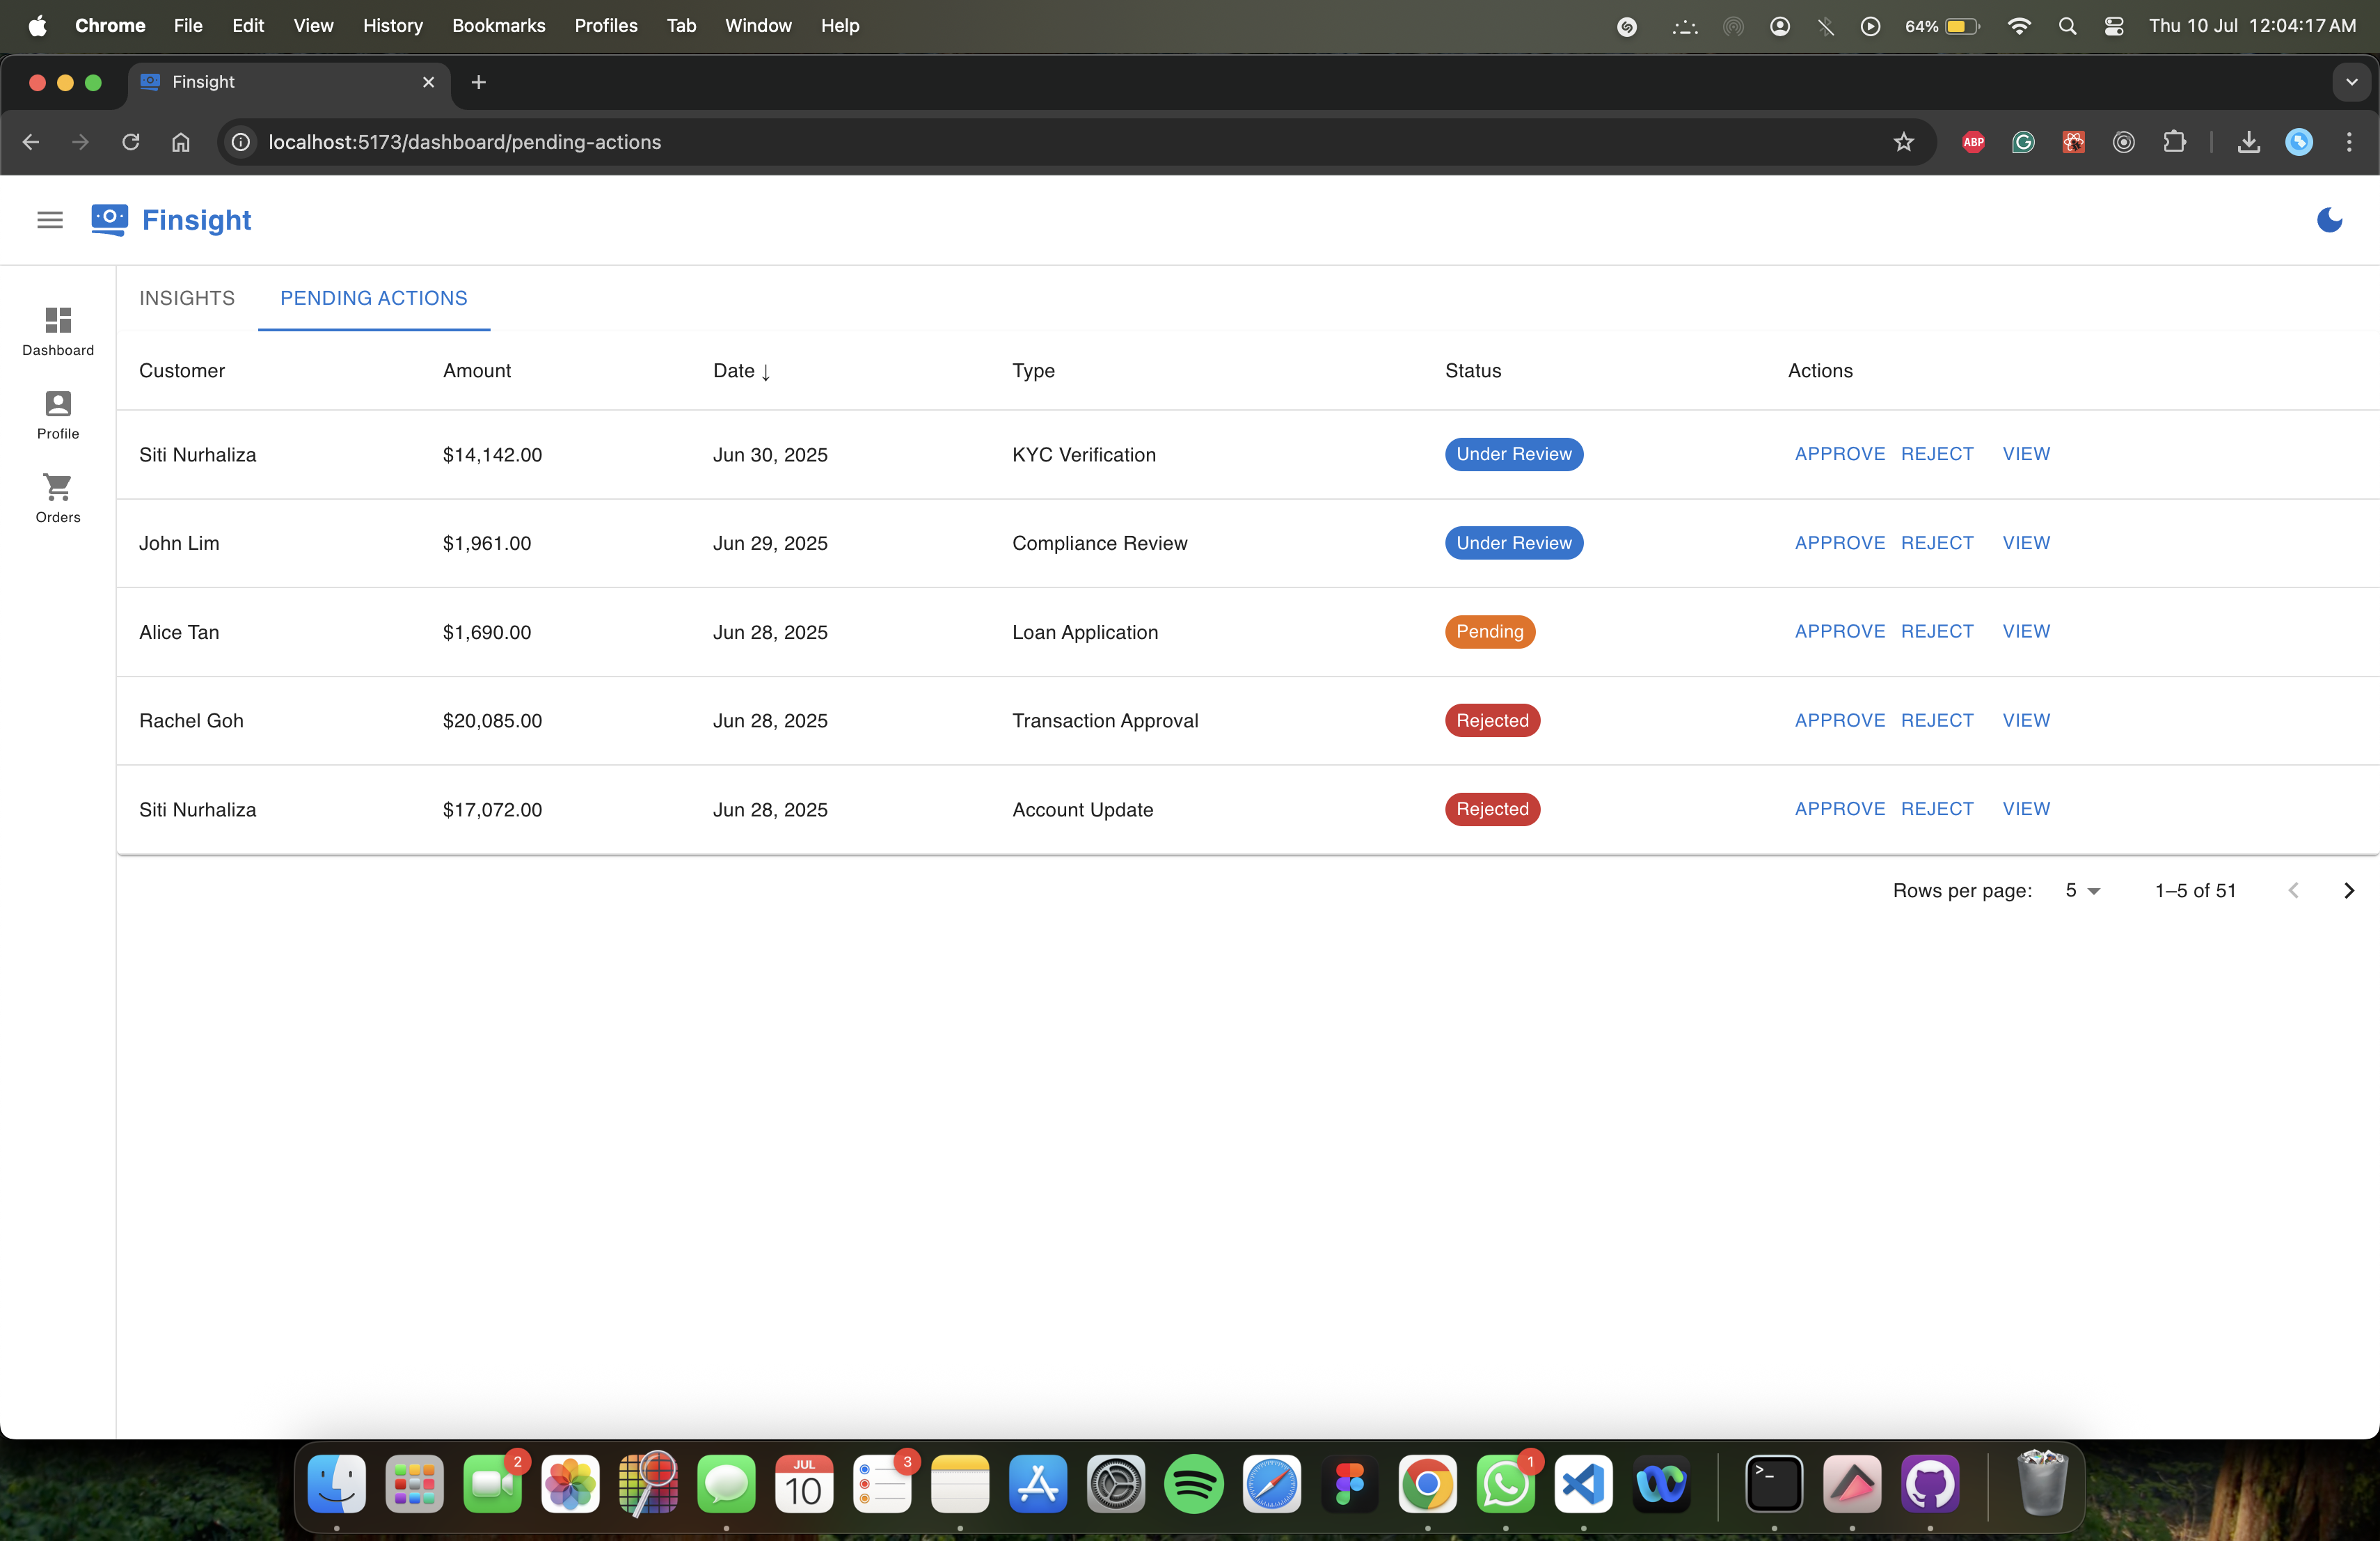 Chrome File Edit View History Bookmarks Profiles Tab Window Help 64% Thu 10 Jul 12:04:17 AM
Finsight
localhost:5173/dashboard/pending-actions ABP
Finsight
INSIGHTS PENDING ACTIONS
Dashboard
Profile
Orders
Customer Amount Date ↓ Type Status Actions
Siti Nurhaliza $14,142.00 Jun 30, 2025 KYC Verification Under Review APPROVE REJECT VIEW
John Lim $1,961.00 Jun 29, 2025 Compliance Review Under Review APPROVE REJECT VIEW
Alice Tan $1,690.00 Jun 28, 2025 Loan Application Pending APPROVE REJECT VIEW
Rachel Goh $20,085.00 Jun 28, 2025 Transaction Approval Rejected APPROVE REJECT VIEW
Siti Nurhaliza $17,072.00 Jun 28, 2025 Account Update Rejected APPROVE REJECT VIEW
Rows per page: 5 1–5 of 51
2 JUL 10 3 1 >_